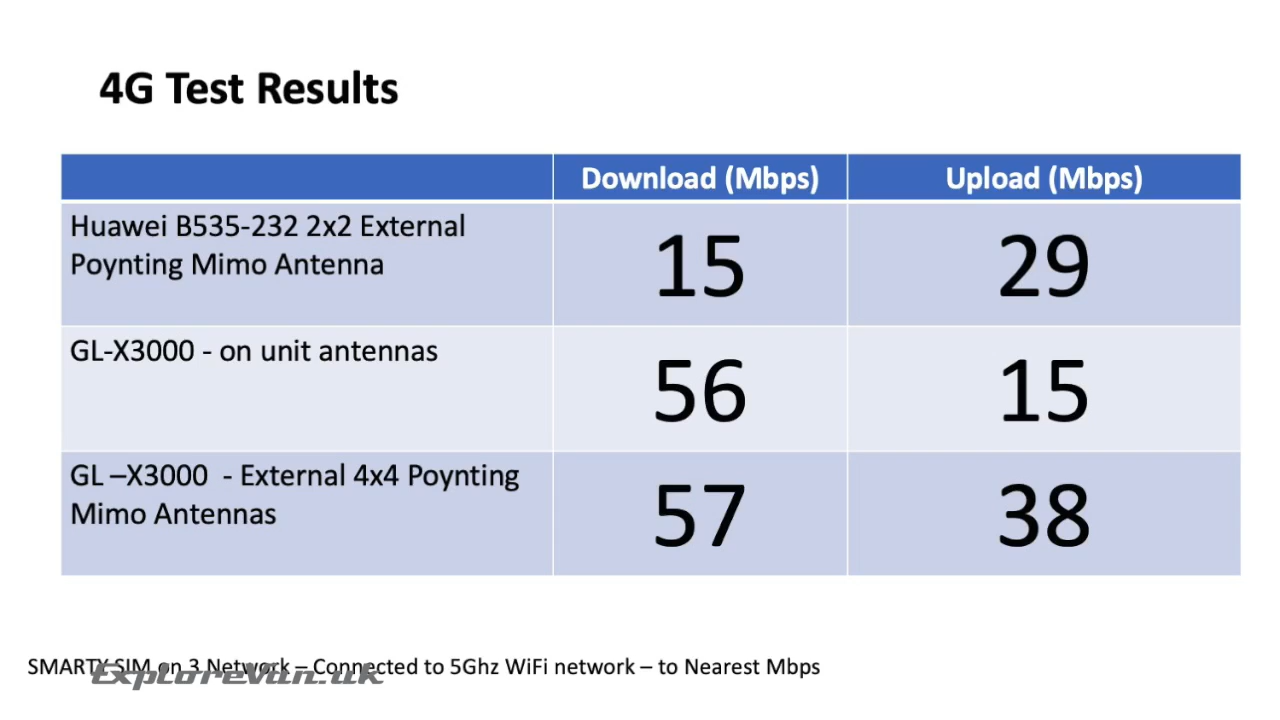 4G Test Results
Download (Mbps) Upload (Mbps)
Huawei B535-232 2x2 External
Poynting Mimo Antenna
15 29
GL-X3000 - on unit antennas
56 15
GL –X3000  - External 4x4 Poynting
Mimo Antennas
57 38
SMARTY SIM on 3 Network – Connected to 5Ghz WiFi network – to Nearest Mbps
ExploreVan.uk